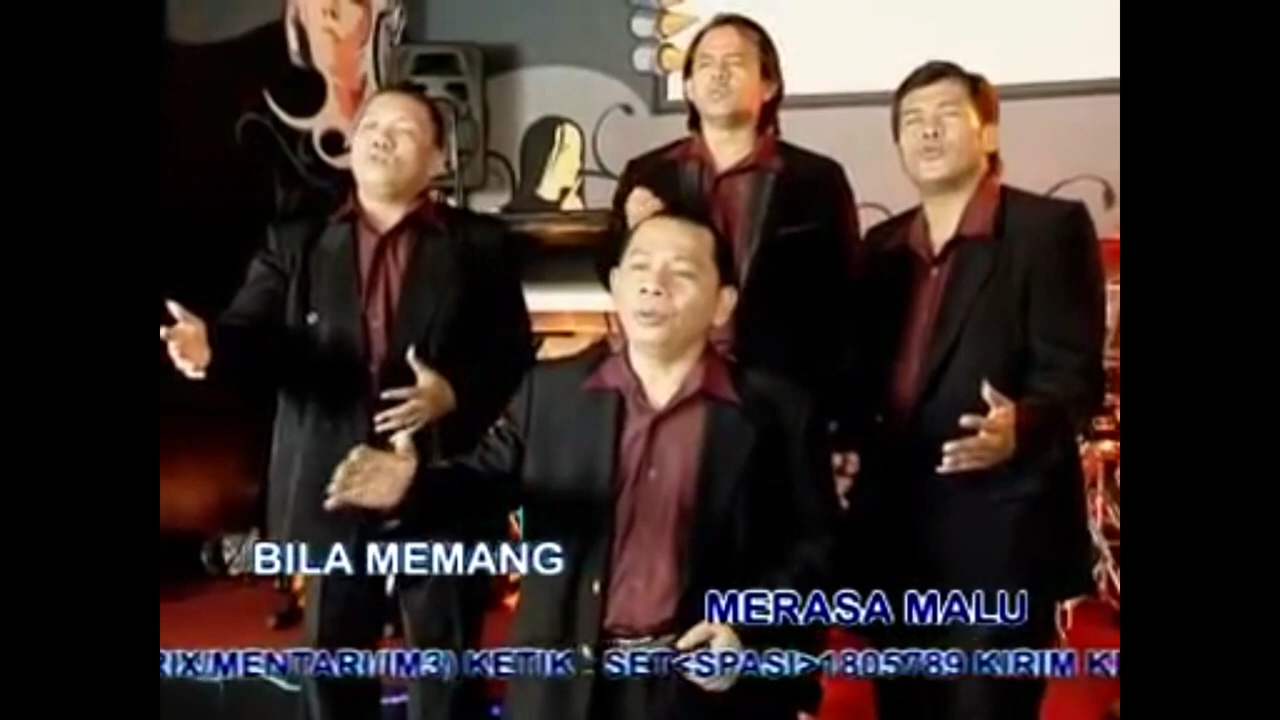 BILA MEMANG
MERASA MALU
RIX/MENTARI/IM3) KETIK - SET<SPASI>1805789 KIRIM